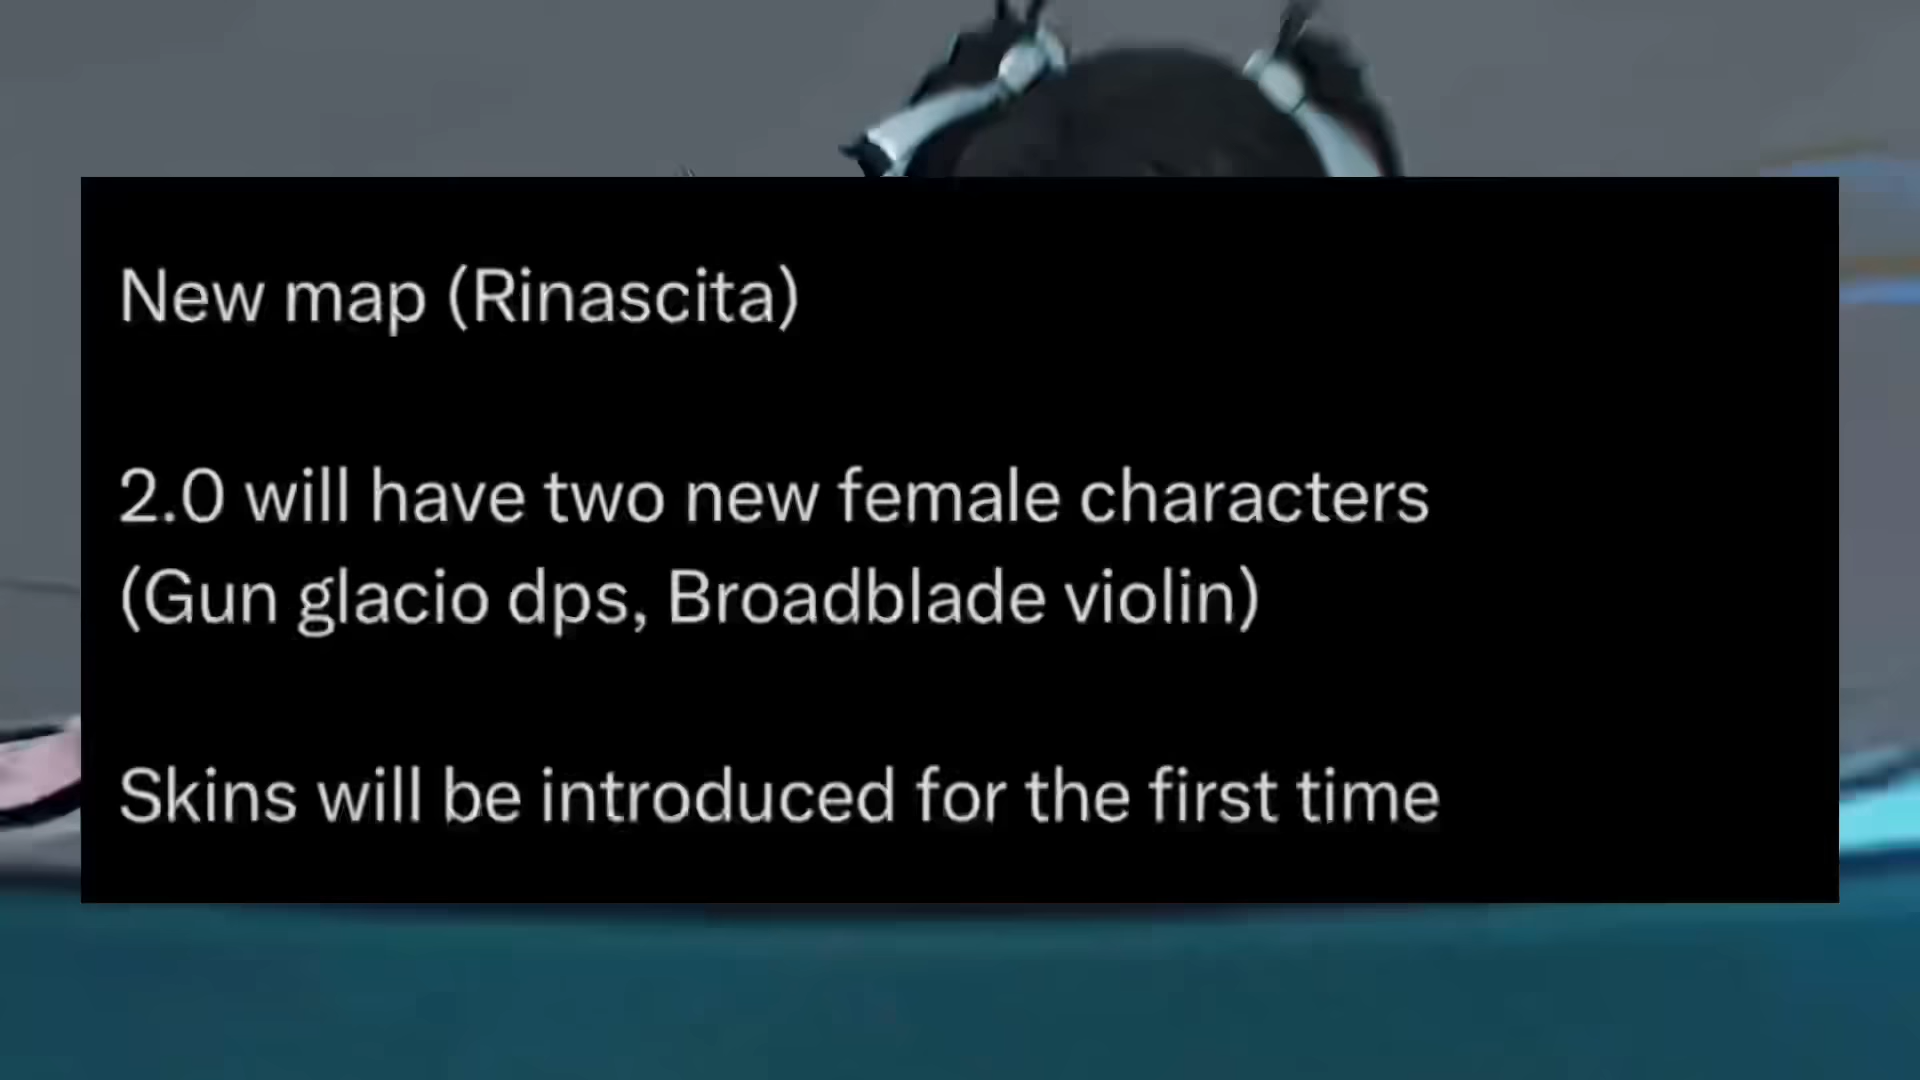 New map (Rinascita)
2.0 will have two new female characters
(Gun glacio dps, Broadblade violin)
Skins will be introduced for the first time